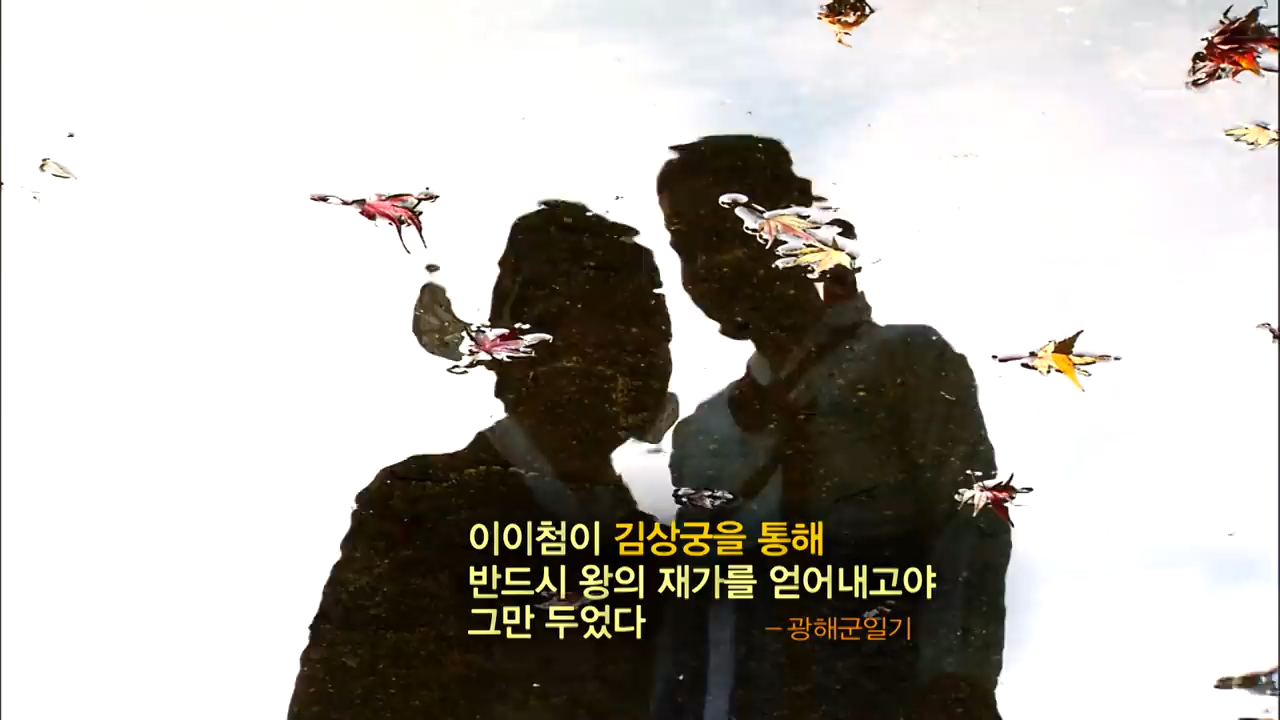 이이첨이 김상궁을 통해
반드시 왕의 재가를 얻어내고야
그만 두었다
– 광해군일기